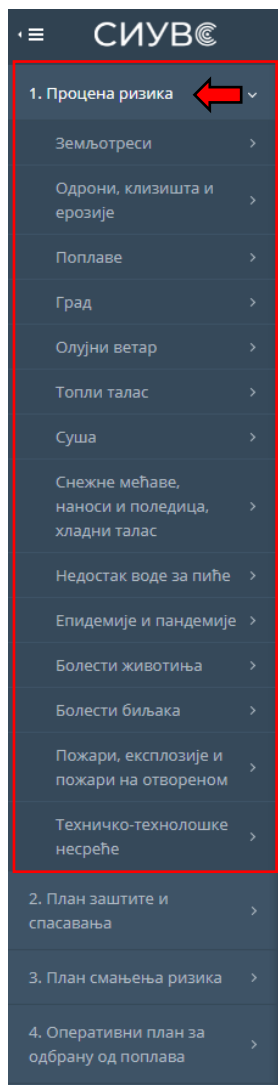 СИУВС
1. Процена ризика
Земљотреси
Одрони, клизишта и
ерозије
Поплаве
Град
Олујни ветар
Топли талас
Суша
Снежне мећаве,
наноси и поледица,
хладни талас
Недостак воде за пиће
Епидемије и пандемије
Болести животиња
Болести биљака
Пожари, експлозије и
пожари на отвореном
Техничко-технолошке
несреће
2. План заштите и
спасавања
3. План смањења ризика
4. Оперативни план за
одбрану од поплава